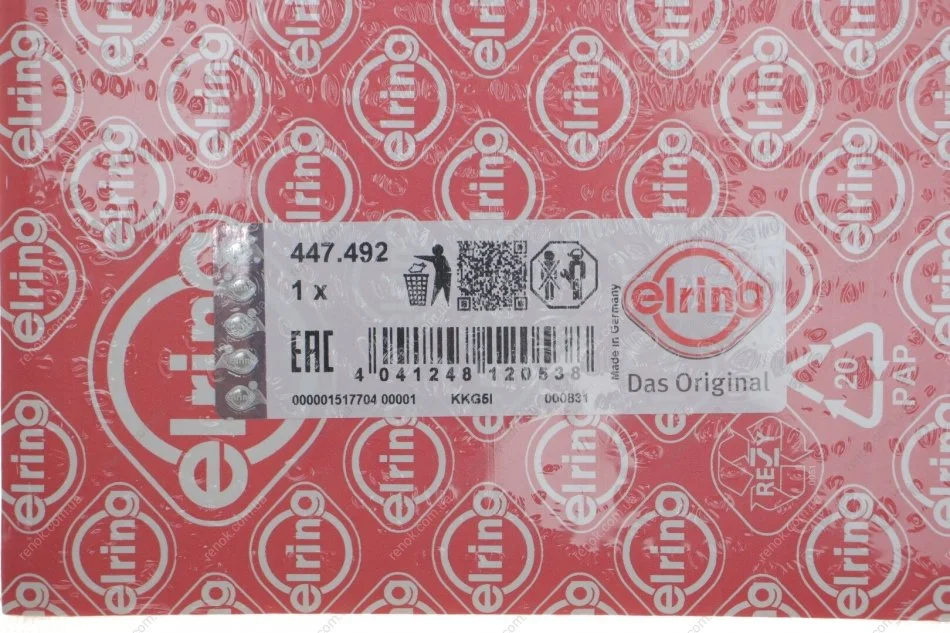 447.492
1 x
EAC
4 041248 120538
000001517704 00001 KKG5I 000831
Made in Germany
elring
Das Original
20
PAP
RESY